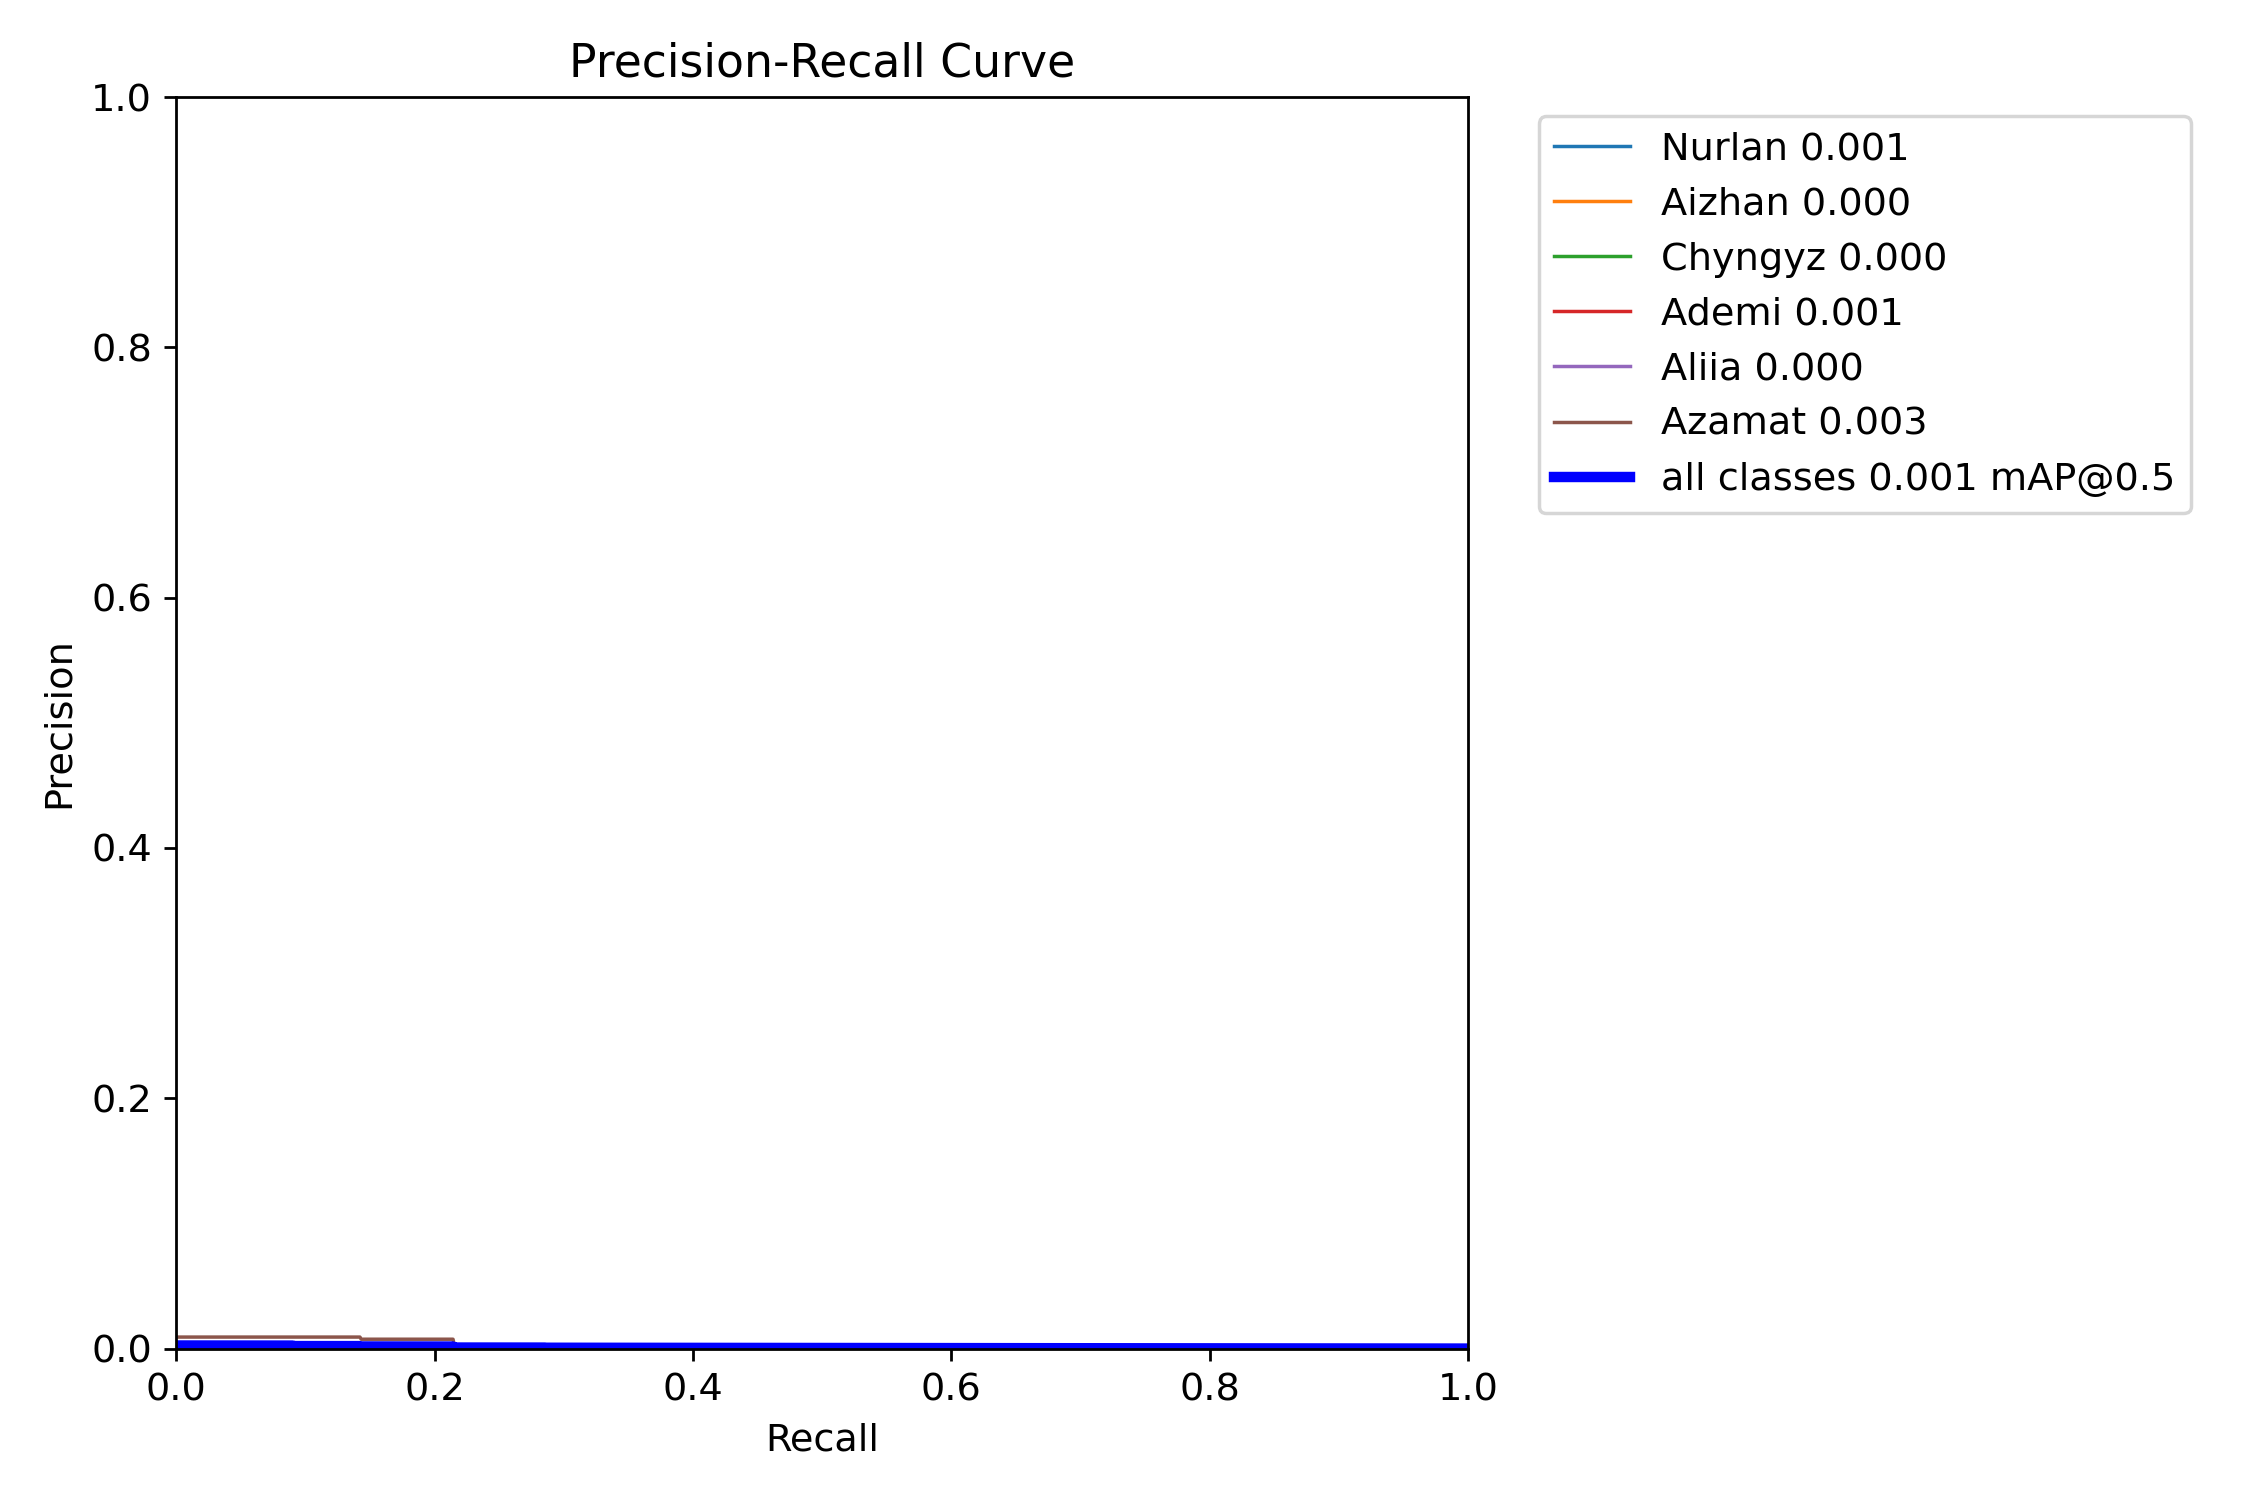 Precision-Recall Curve
1.0
0.8
0.6
0.4
0.2
0.0
Precision
0.0 0.2 0.4 0.6 0.8 1.0
Recall
Nurlan 0.001
Aizhan 0.000
Chyngyz 0.000
Ademi 0.001
Aliia 0.000
Azamat 0.003
all classes 0.001 mAP@0.5